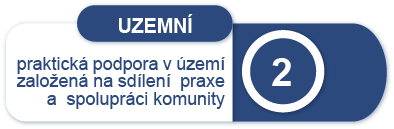 UZEMNÍ
praktická podpora v území
založená na sdílení praxe
a spolupráci komunity
2